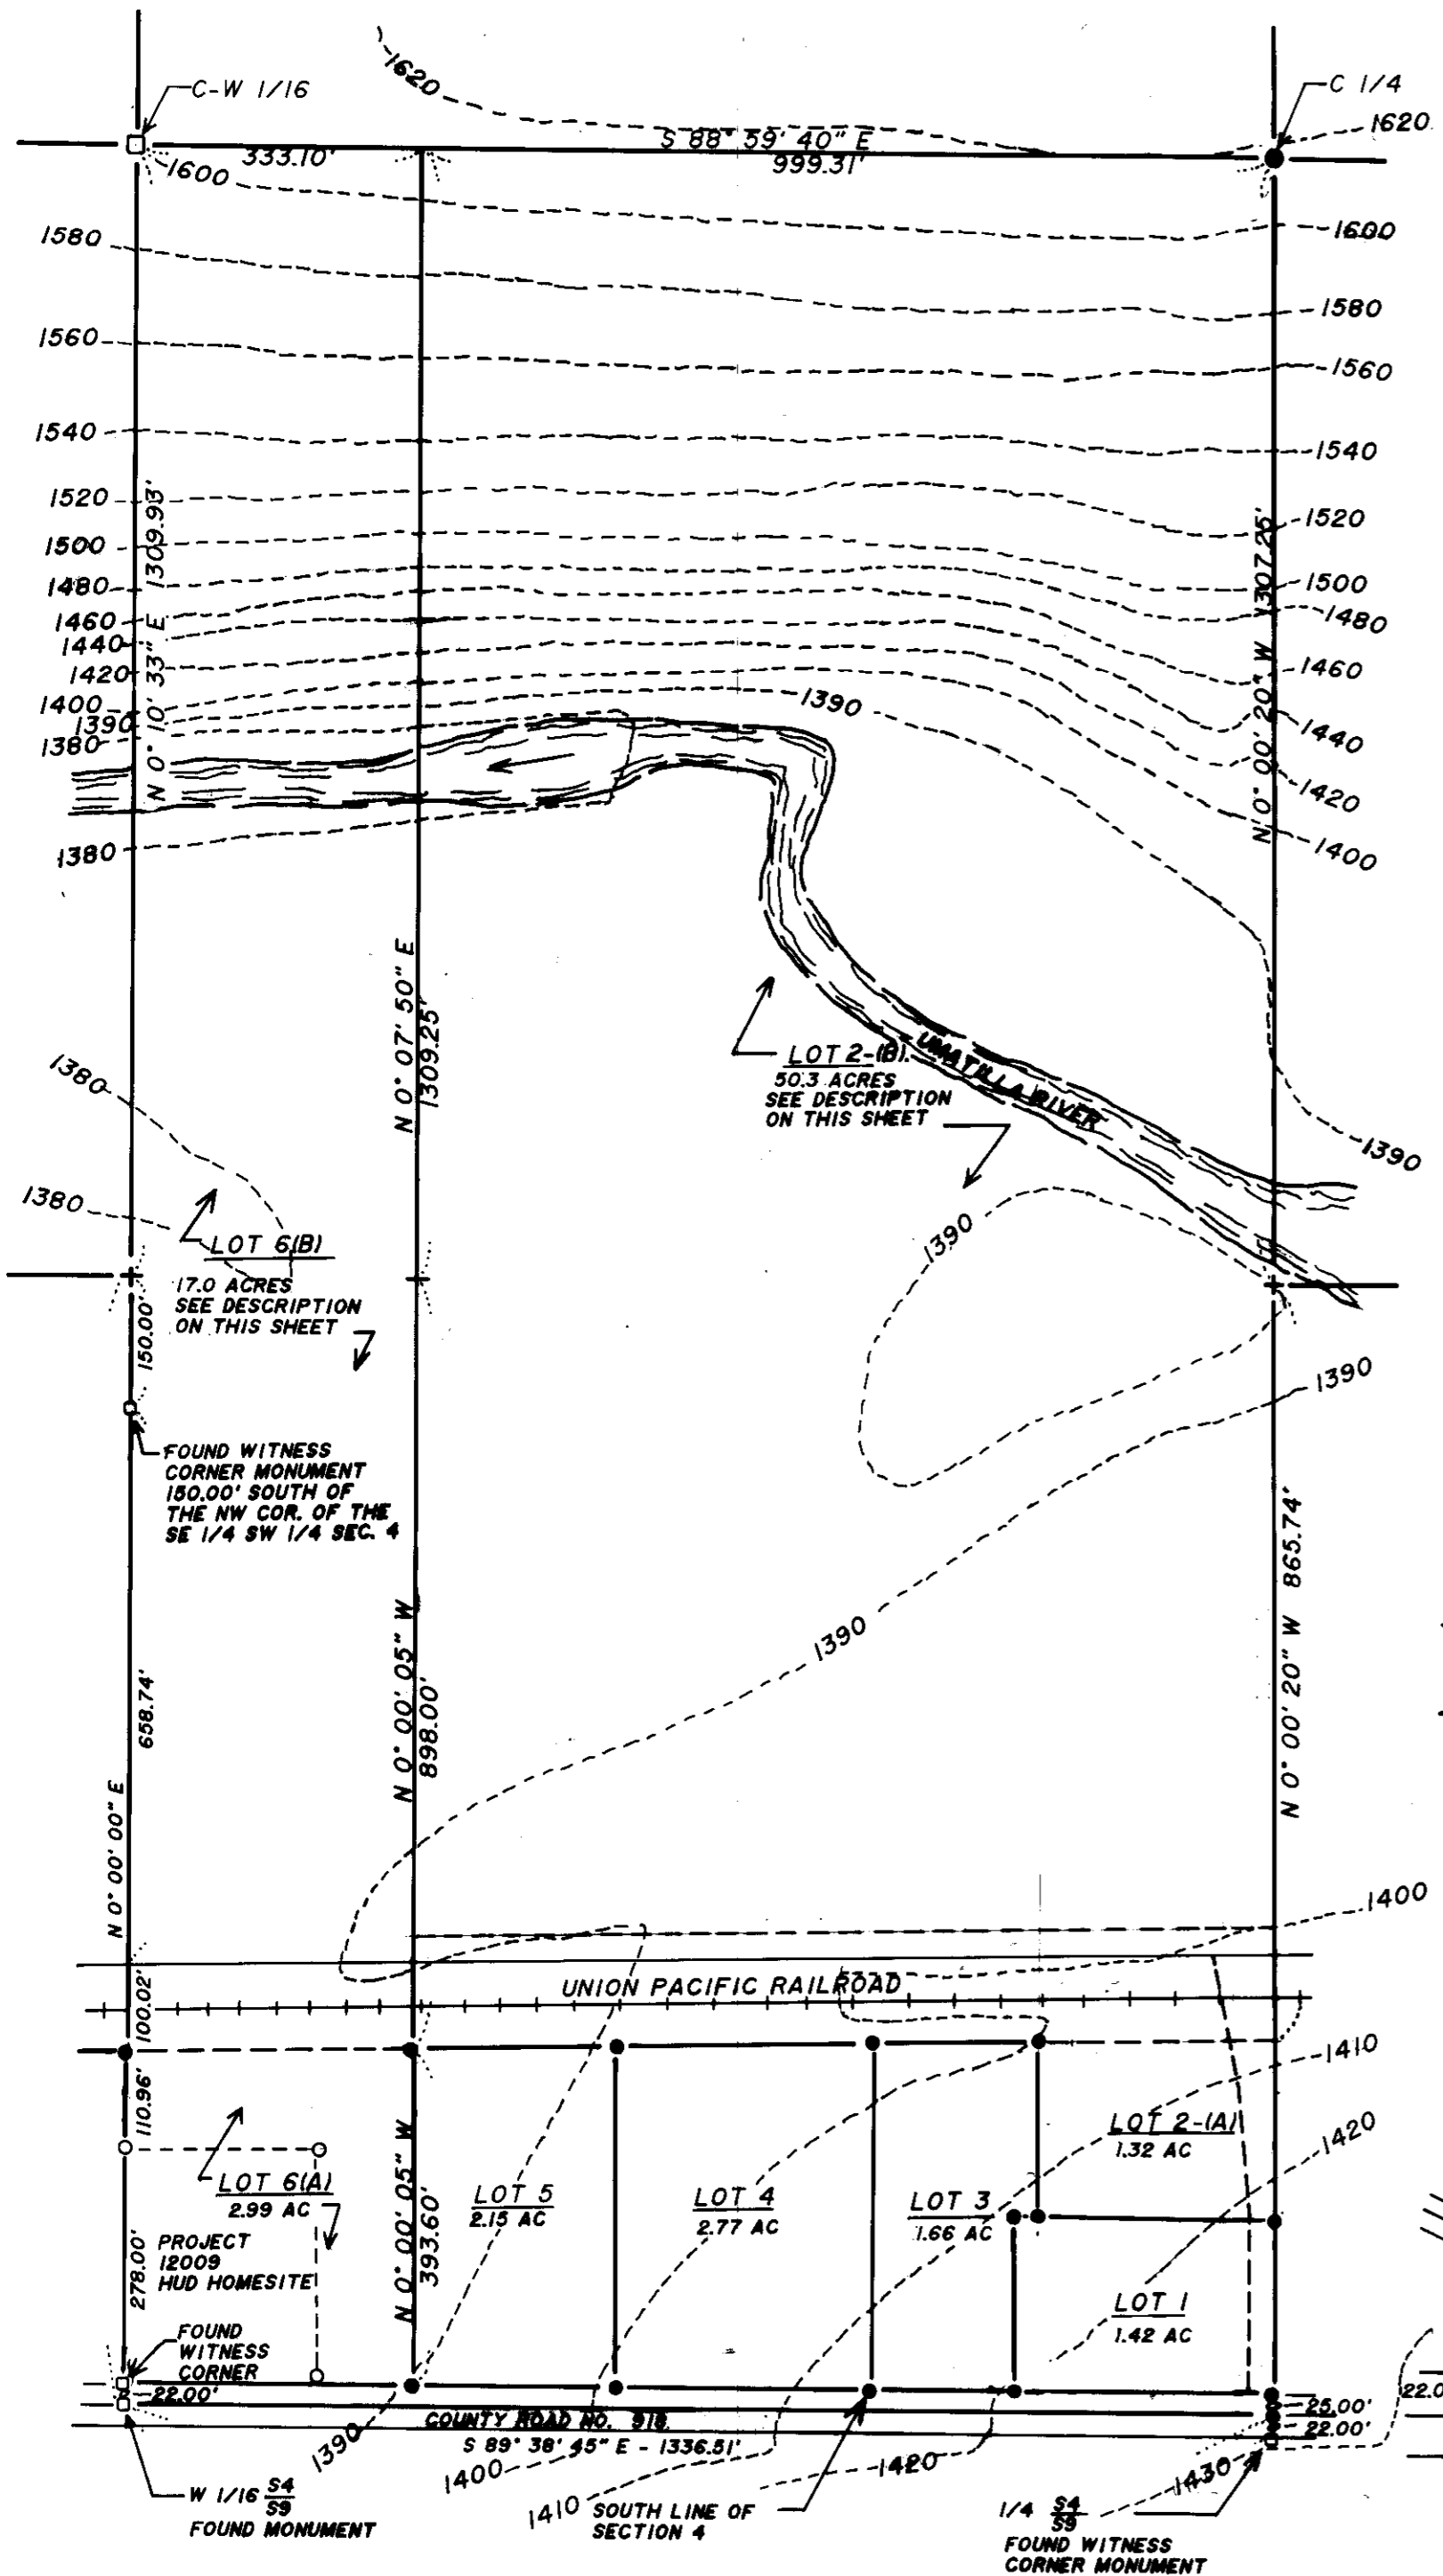 1620
C-W 1/16
C 1/4
1620
S 88° 59' 40" E
333.10'
999.31'
1600
1600
1580
1580
1560
1560
1540
1540
1520
1520
1500
1500
1480
1480
1460
1460
1440
1440
1420
1420
1400
1400
1390
1390
1380
1380
N 0° 10' 33" E 1309.93'
N 0° 00' 20" W 1307.25'
N 0° 07' 50" E
1309.25'
LOT 2-(B)
50.3 ACRES
SEE DESCRIPTION
ON THIS SHEET
UMATILLA RIVER
1380
1380
1390
1390
LOT 6(B)
17.0 ACRES
SEE DESCRIPTION
ON THIS SHEET
150.00'
1390
FOUND WITNESS
CORNER MONUMENT
150.00' SOUTH OF
THE NW COR. OF THE
SE 1/4 SW 1/4 SEC. 4
N 0° 00' 20" W 865.74'
1390
N 0° 00' 05" W
898.00'
658.74'
N 0° 00' 00" E
1400
UNION PACIFIC RAILROAD
100.02'
110.96'
1410
1420
LOT 2-(A)
1.32 AC
LOT 6(A)
2.99 AC
LOT 5
2.15 AC
LOT 4
2.77 AC
LOT 3
1.66 AC
N 0° 00' 05" W
393.60'
278.00'
PROJECT
12009
HUD HOMESITE
LOT 1
1.42 AC
FOUND
WITNESS
CORNER
22.00'
25.00'
22.00'
22.0
COUNTY ROAD NO.
S 89° 38' 45" E - 1336.51'
1390
1400
1410
1420
1430
W 1/16 S4
S9
FOUND MONUMENT
SOUTH LINE OF
SECTION 4
1/4 S4
S9
FOUND WITNESS
CORNER MONUMENT